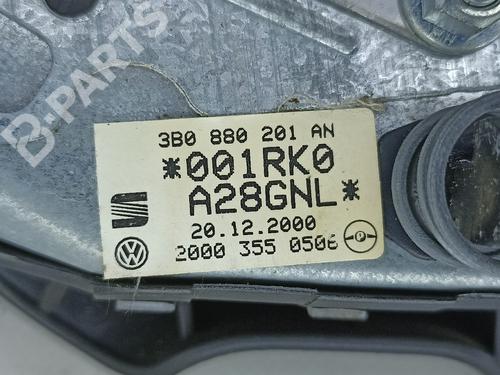 B-PARTS
3B0 880 201 AN
*001RK0
A28GNL*
20.12.2000
2000 355 0506